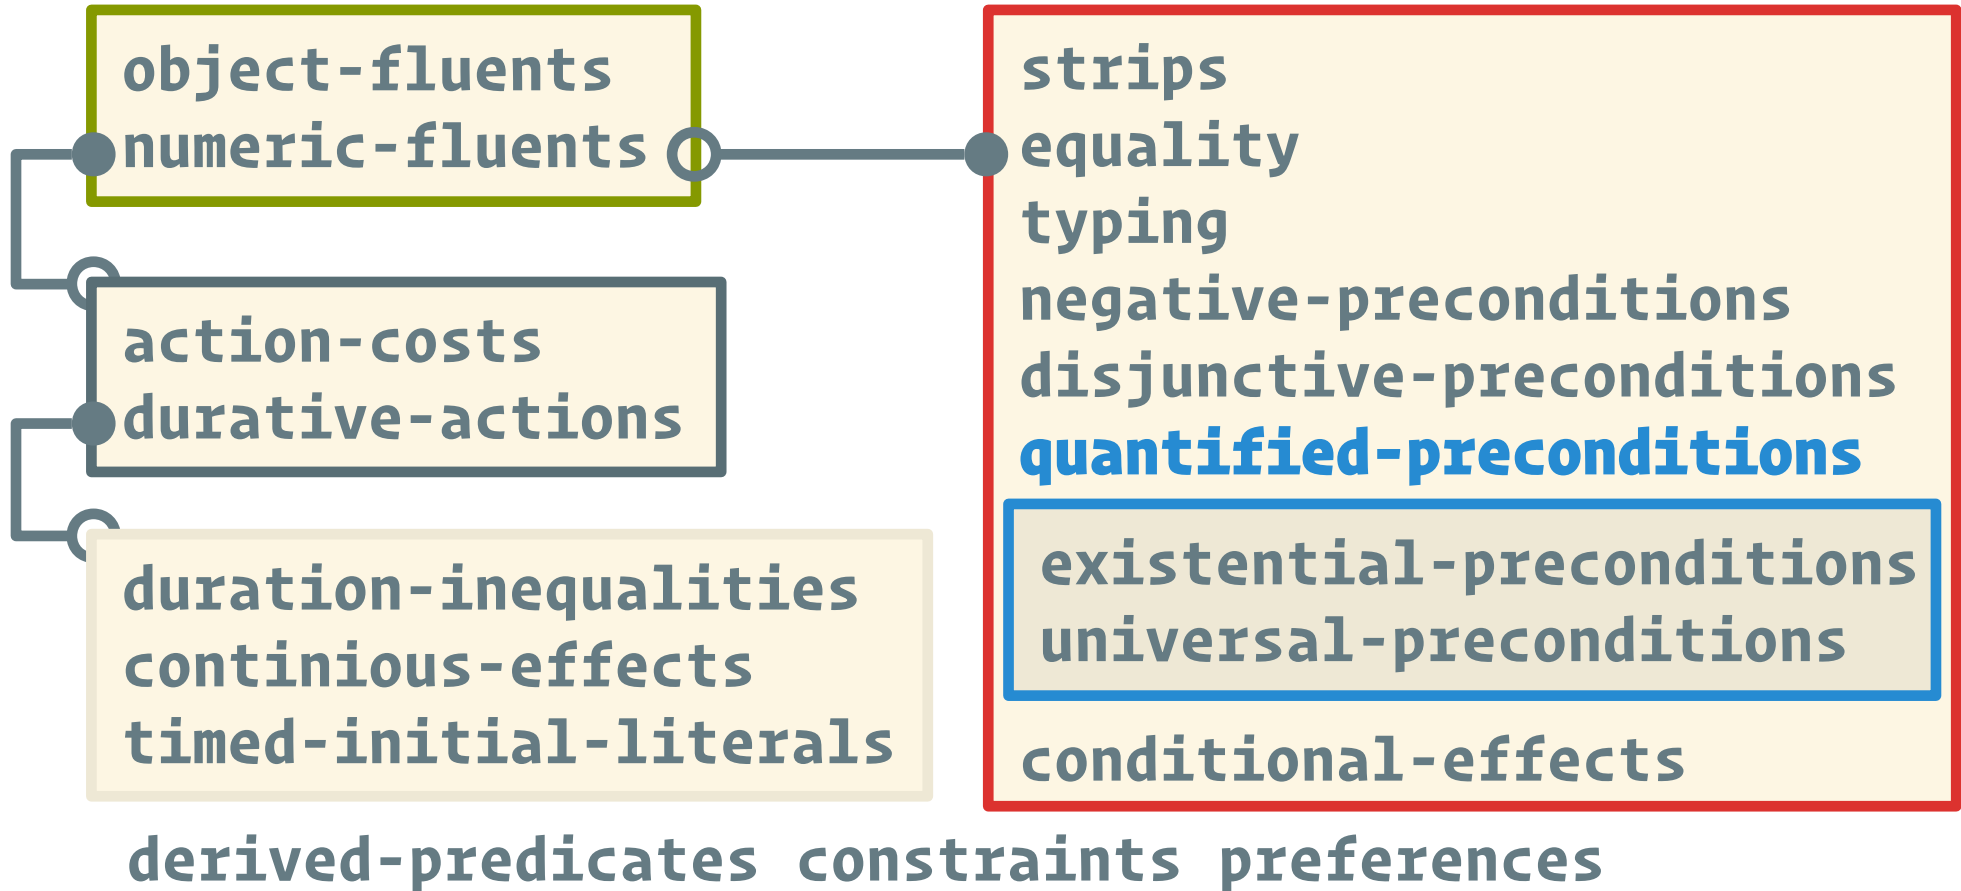 object-fluents
numeric-fluents
action-costs
durative-actions
duration-inequalities
continious-effects
timed-initial-literals
strips
equality
typing
negative-preconditions
disjunctive-preconditions
quantified-preconditions
existential-preconditions
universal-preconditions
conditional-effects
derived-predicates constraints preferences